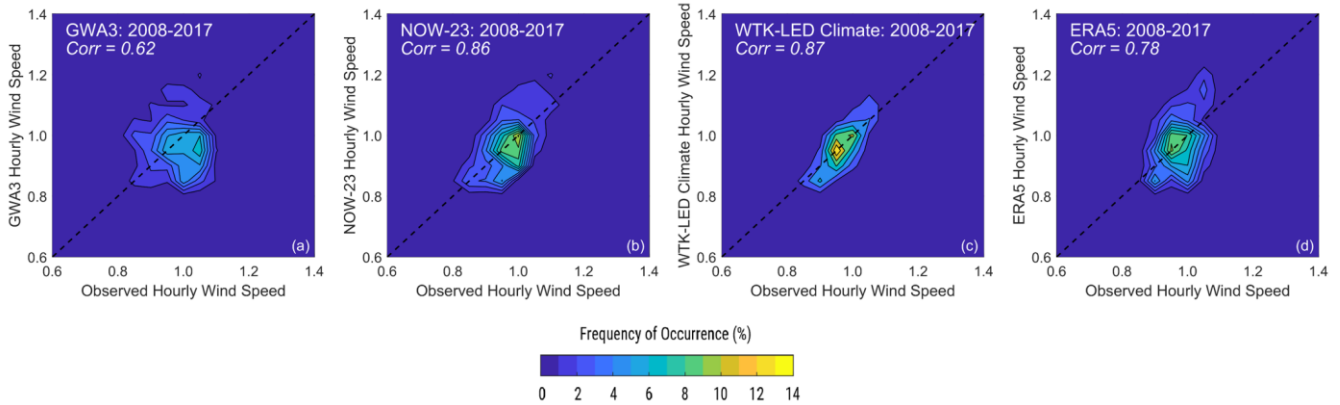 GWA3: 2008-2017
Corr = 0.62
GWA3 Hourly Wind Speed
1.4
1.2
1.0
0.8
0.6
0.6 0.8 1.0 1.2 1.4
(a)
Observed Hourly Wind Speed
NOW-23: 2008-2017
Corr = 0.86
NOW-23 Hourly Wind Speed
1.4
1.2
1.0
0.8
0.6
0.6 0.8 1.0 1.2 1.4
(b)
Observed Hourly Wind Speed
WTK-LED Climate: 2008-2017
Corr = 0.87
WTK-LED Climate Hourly Wind Speed
1.4
1.2
1.0
0.8
0.6
0.6 0.8 1.0 1.2 1.4
(c)
Observed Hourly Wind Speed
ERA5: 2008-2017
Corr = 0.78
ERA5 Hourly Wind Speed
1.4
1.2
1.0
0.8
0.6
0.6 0.8 1.0 1.2 1.4
(d)
Observed Hourly Wind Speed
Frequency of Occurrence (%)
0 2 4 6 8 10 12 14